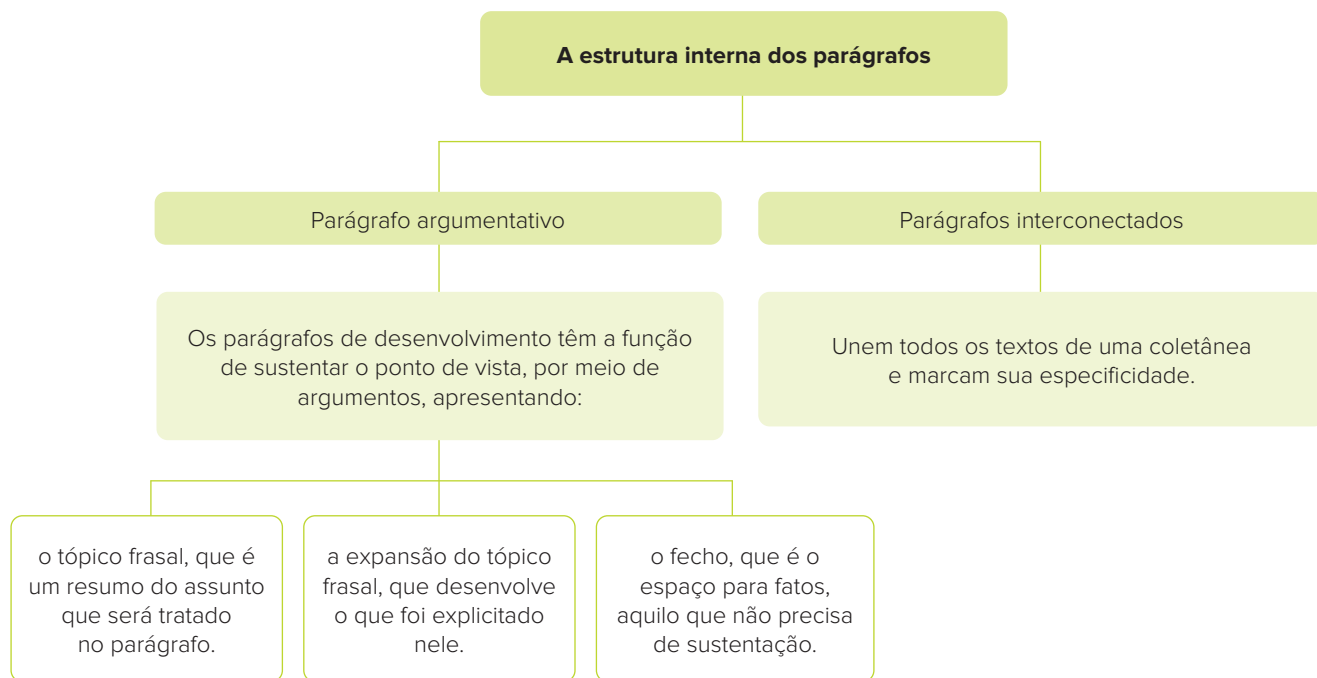 A estrutura interna dos parágrafos
Parágrafo argumentativo
Parágrafos interconectados
Os parágrafos de desenvolvimento têm a função
de sustentar o ponto de vista, por meio de
argumentos, apresentando:
Unem todos os textos de uma coletânea
e marcam sua especificidade.
o tópico frasal, que é
um resumo do assunto
que será tratado
no parágrafo.
a expansão do tópico
frasal, que desenvolve
o que foi explicitado
nele.
o fecho, que é o
espaço para fatos,
aquilo que não precisa
de sustentação.